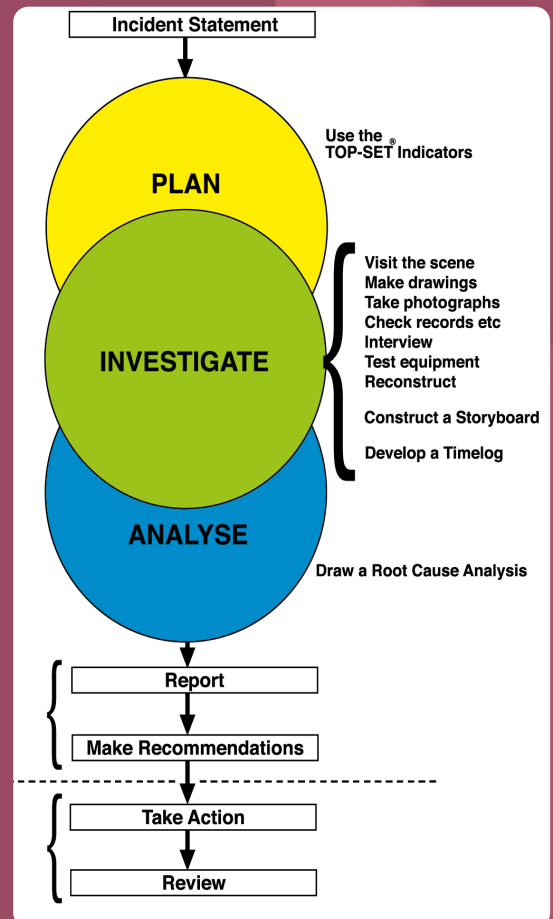 Incident Statement
PLAN
Use the
TOP-SET® Indicators
INVESTIGATE
Visit the scene
Make drawings
Take photographs
Check records etc
Interview
Test equipment
Reconstruct
Construct a Storyboard
Develop a Timelog
ANALYSE
Draw a Root Cause Analysis
Report
Make Recommendations
Take Action
Review